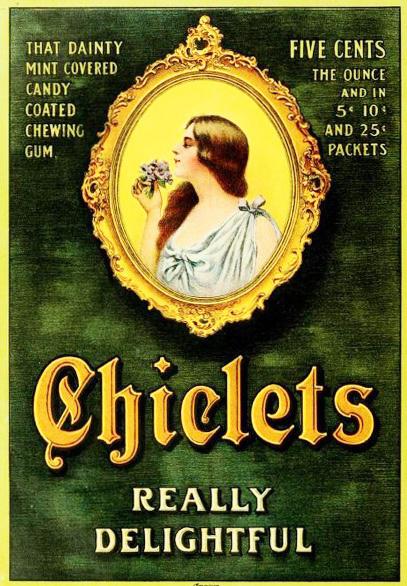 THAT DAINTY
MINT COVERED
CANDY
COATED
CHEWING
GUM.
FIVE CENTS
THE OUNCE
AND IN
5¢ 10¢
AND 25¢
PACKETS
Chiclets
REALLY
DELIGHTFUL